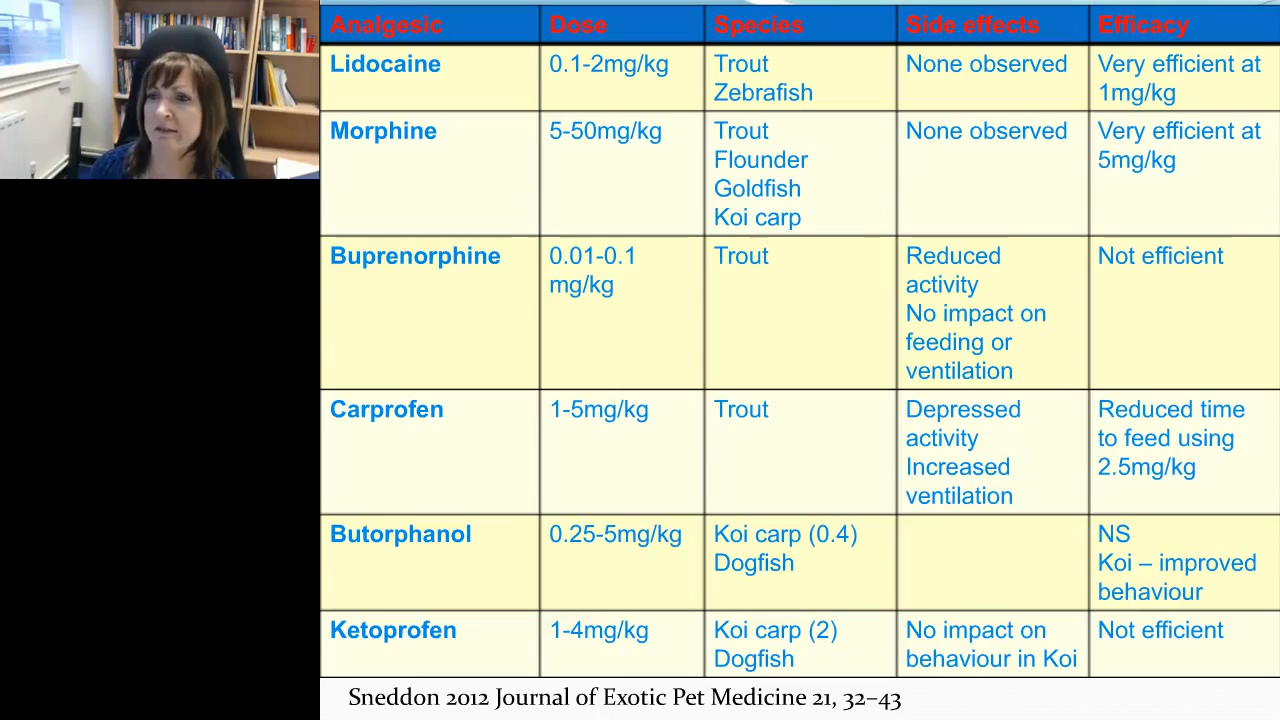 Analgesic Dose Species Side effects Efficacy
Lidocaine 0.1-2mg/kg Trout None observed Very efficient at
Zebrafish 1mg/kg
Morphine 5-50mg/kg Trout None observed Very efficient at
Flounder 5mg/kg
Goldfish
Koi carp
Buprenorphine 0.01-0.1 Trout Reduced Not efficient
mg/kg activity
No impact on
feeding or
ventilation
Carprofen 1-5mg/kg Trout Depressed Reduced time
activity to feed using
Increased 2.5mg/kg
ventilation
Butorphanol 0.25-5mg/kg Koi carp (0.4) NS
Dogfish Koi – improved
behaviour
Ketoprofen 1-4mg/kg Koi carp (2) No impact on Not efficient
Dogfish behaviour in Koi
Sneddon 2012 Journal of Exotic Pet Medicine 21, 32–43